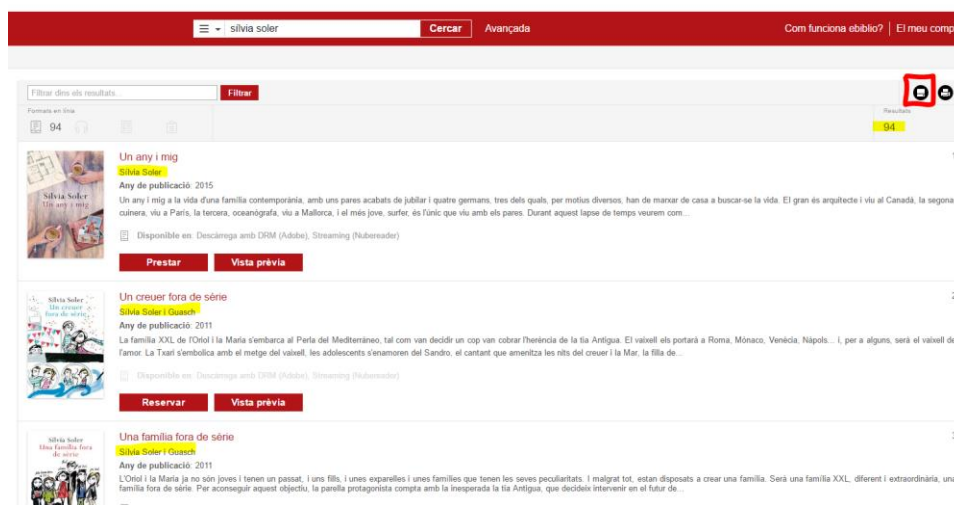 sílvia soler
Cercar
Avançada
Com funciona ebiblio?
El meu comp
Filtrar dins els resultats...
Filtrar
Formats en línia
94
Resultats
94
Sílvia Soler
Un any i mig
Un any i mig
Sílvia Soler
Any de publicació: 2015
Un any i mig a la vida d'una família contemporània, amb uns pares acabats de jubilar i quatre germans, tres dels quals, per motius diversos, han de marxar de casa a buscar-se la vida. El gran és arquitecte i viu al Canadà, la segona
cuinera, viu a París, la tercera, oceanógrafa, viu a Mallorca, i el més jove, surfer, és l'únic que viu amb els pares. Durant aquest lapse de temps veurem com...
Disponible en: Descàrrega amb DRM (Adobe), Streaming (Nubereader)
Prestar
Vista prèvia
Sílvia Soler
Un creuer
fora de sèrie
Un creuer fora de sèrie
2
Sílvia Soler i Guasch
Any de publicació: 2011
La família XXL de l'Oriol i la Maria s'embarca al Perla del Mediterráneo, tal com van decidir un cop van cobrar l'herència de la tia Antigua. El vaixell els portarà a Roma, Mònaco, Venècia, Nàpols... i, per a alguns, serà el vaixell de
l'amor. La Txari s'embolica amb el metge del vaixell, les adolescents s'enamoren del Sandro, el cantant que amenitza les nits del creuer i la Mar, la filla de...
Disponible en: Descàrrega amb DRM (Adobe), Streaming (Nubereader)
Reservar
Vista prèvia
Sílvia Soler
Una família fora
de sèrie
Una família fora de sèrie
Sílvia Soler i Guasch
Any de publicació: 2011
L'Oriol i la Maria ja no són joves i tenen un passat, i uns fills, i unes exparelles i unes famílies que tenen les seves peculiaritats. I malgrat tot, estan disposats a crear una família. Serà una família XXL, diferent i extraordinària, una
família fora de sèrie. Per aconseguir aquest objectiu, la parella protagonista compta amb la inesperada la tia Antigua, que decideix intervenir en el futur de...